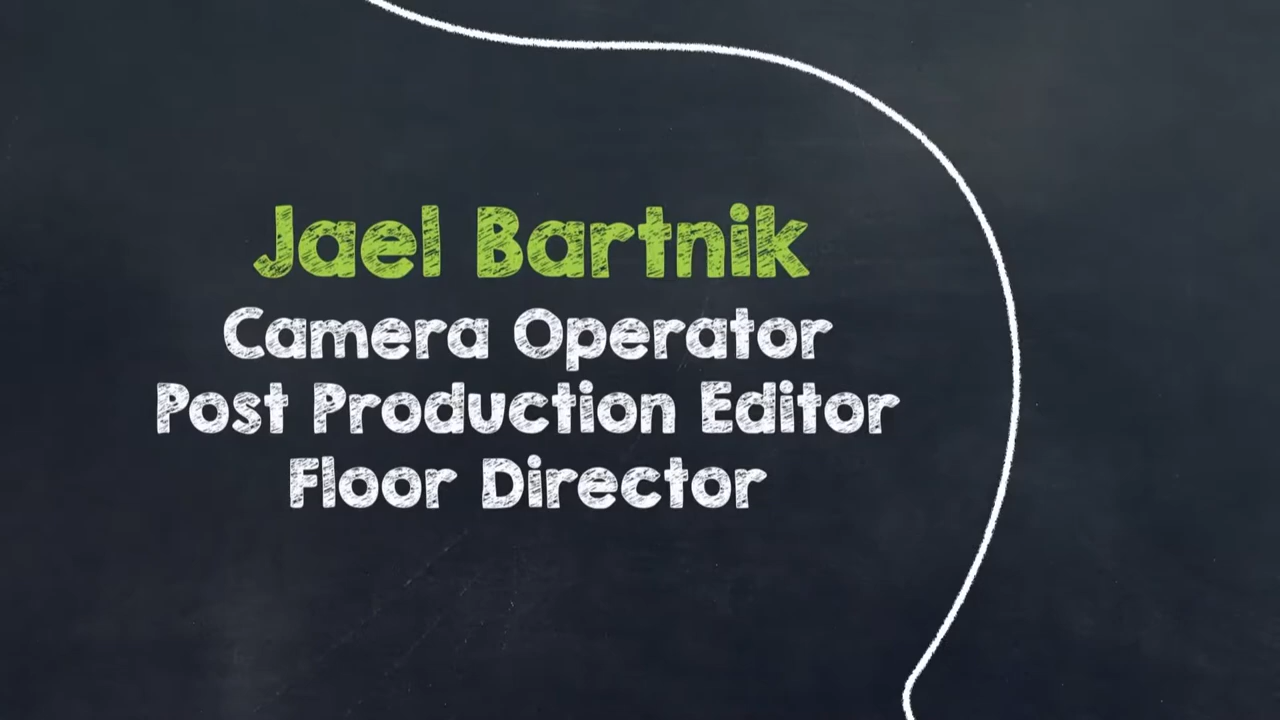 Jael Bartnik
Camera Operator
Post Production Editor
Floor Director